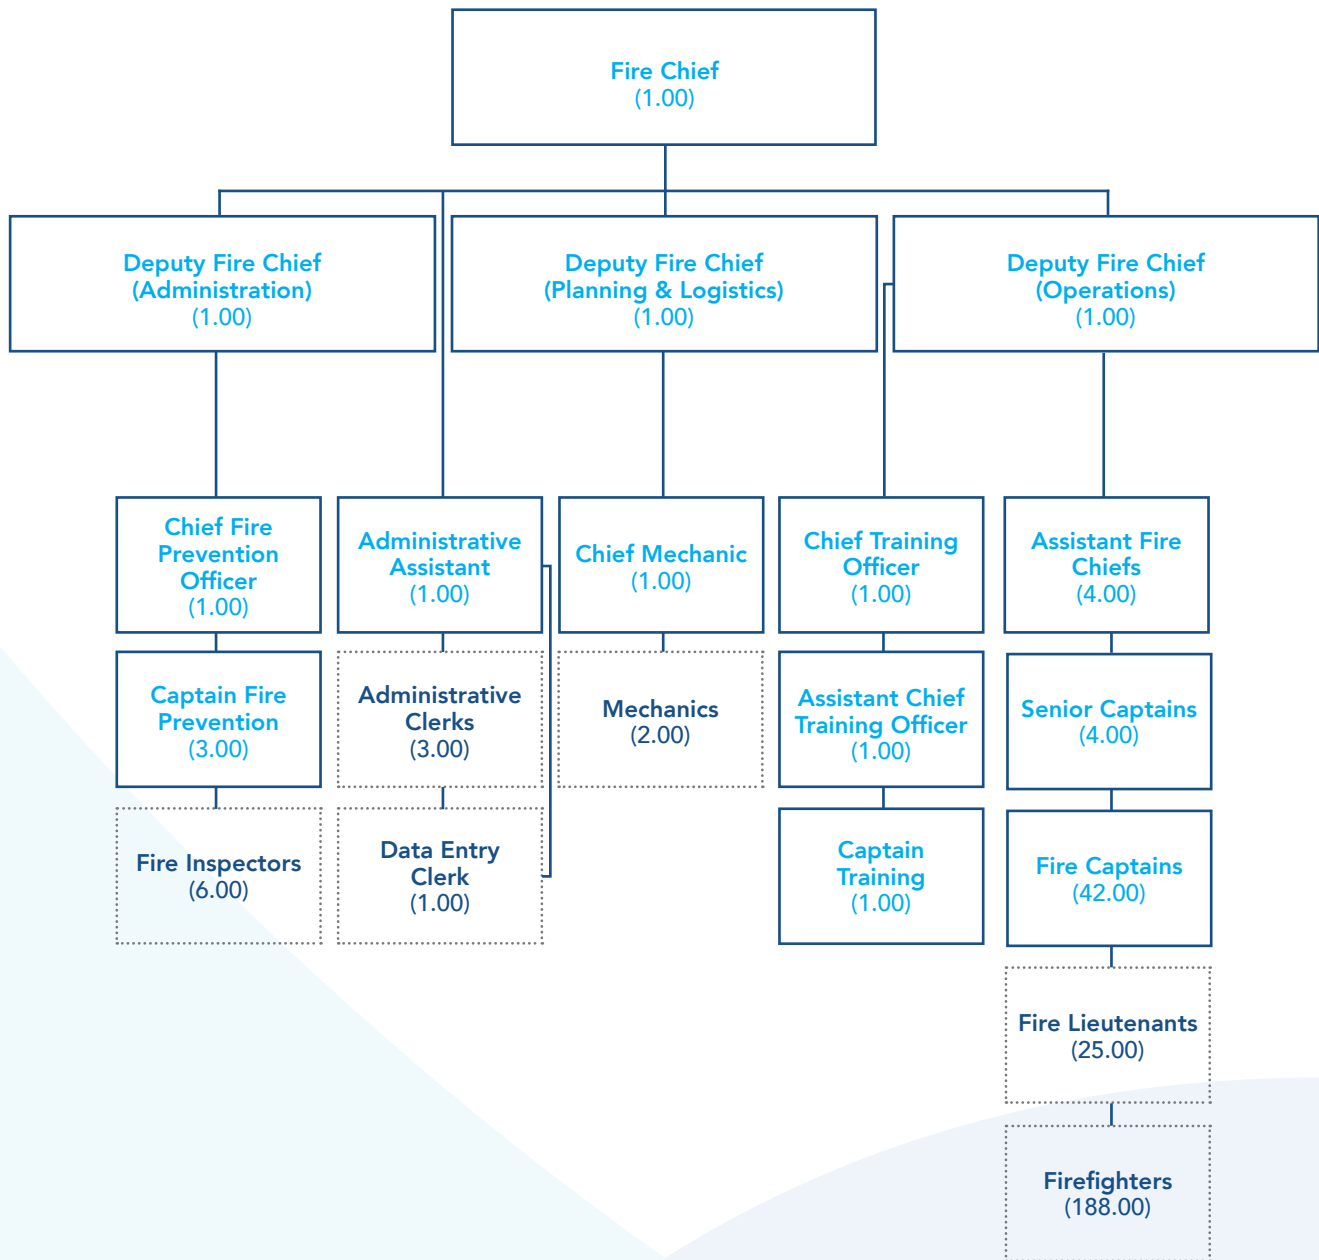 Fire Chief
(1.00)
Deputy Fire Chief
(Administration)
(1.00)
Deputy Fire Chief
(Planning & Logistics)
(1.00)
Deputy Fire Chief
(Operations)
(1.00)
Chief Fire
Prevention
Officer
(1.00)
Administrative
Assistant
(1.00)
Chief Mechanic
(1.00)
Chief Training
Officer
(1.00)
Assistant Fire
Chiefs
(4.00)
Captain Fire
Prevention
(3.00)
Administrative
Clerks
(3.00)
Mechanics
(2.00)
Assistant Chief
Training Officer
(1.00)
Senior Captains
(4.00)
Fire Inspectors
(6.00)
Data Entry
Clerk
(1.00)
Captain
Training
(1.00)
Fire Captains
(42.00)
Fire Lieutenants
(25.00)
Firefighters
(188.00)